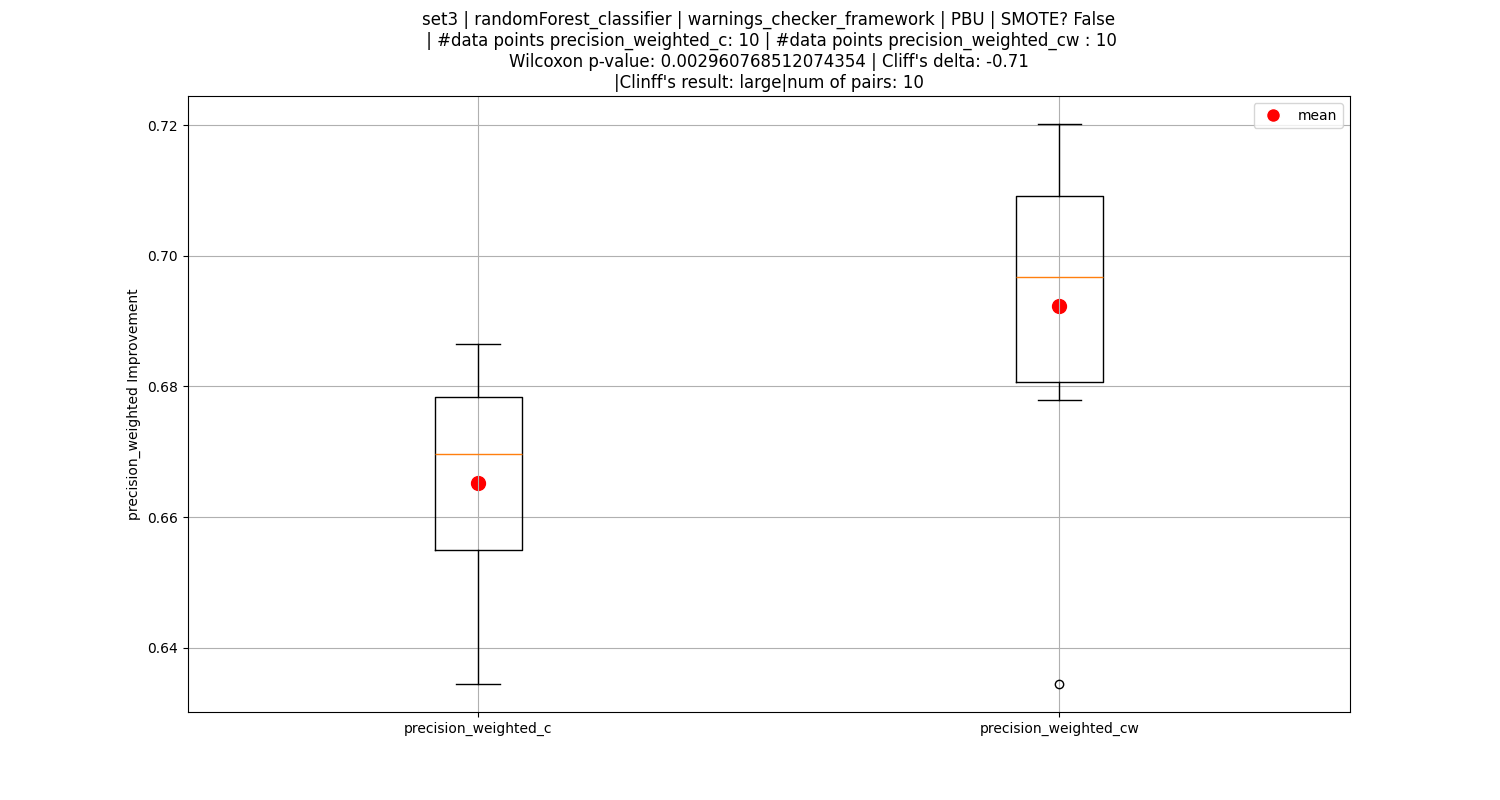 set3 | randomForest_classifier | warnings_checker_framework | PBU | SMOTE? False
| #data points precision_weighted_c: 10 | #data points precision_weighted_cw : 10
Wilcoxon p-value: 0.002960768512074354 | Cliff's delta: -0.71
|Clinff's result: large|num of pairs: 10
mean
0.72
0.70
0.68
0.66
0.64
precision_weighted Improvement
precision_weighted_c
precision_weighted_cw